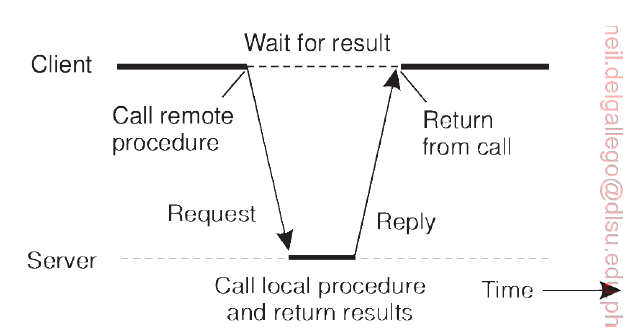 Wait for result
Client
Call remote
procedure
Return
from call
Request
Reply
Server
Call local procedure
and return results
Time
neil.delgallego@dlsu.edu.ph